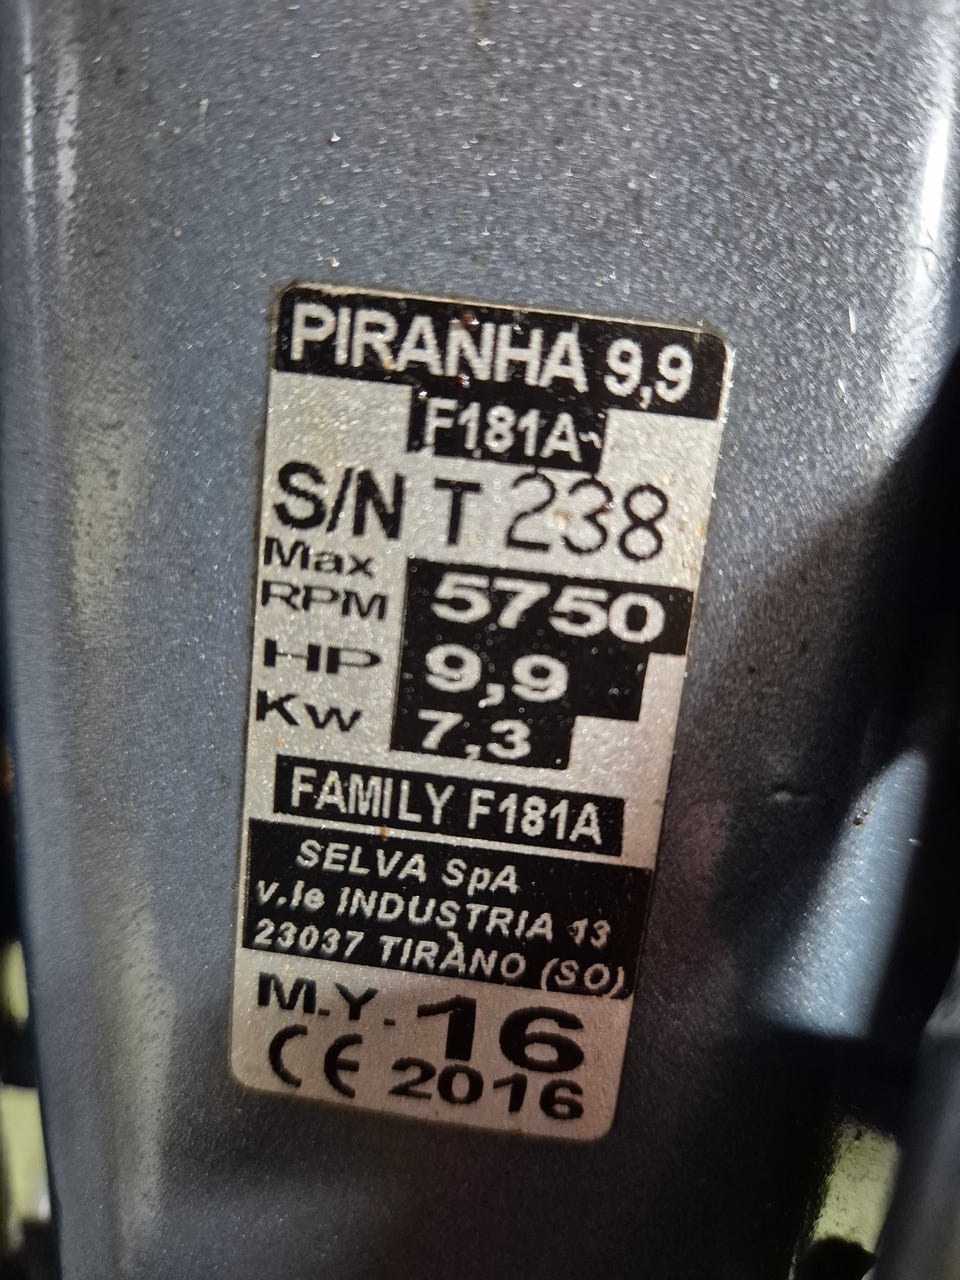 PIRANHA 9,9
F181A
S/N T 238
Max
RPM 5750
HP 9,9
Kw 7,3
FAMILY F181A
SELVA SpA
v.le INDUSTRIA 13
23037 TIRANO (SO)
M.Y. 16
CE 2016